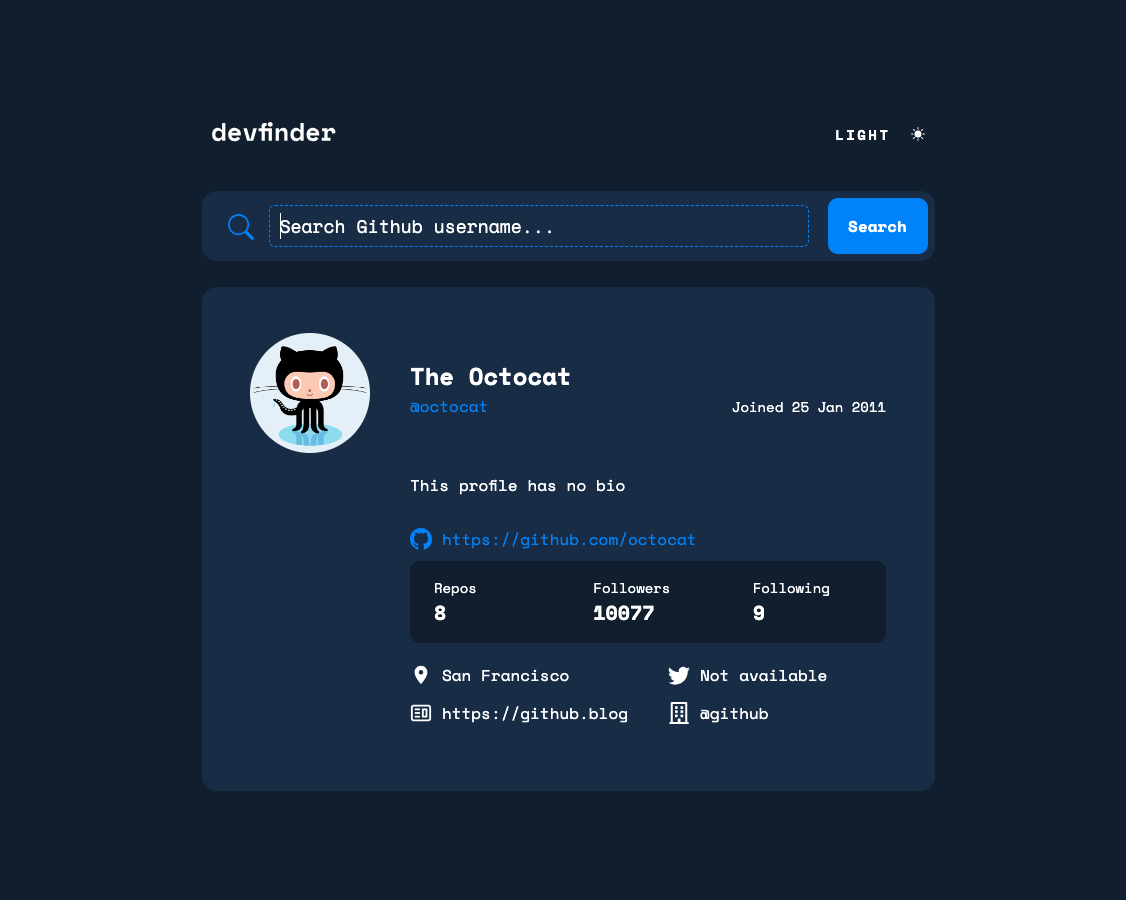 devfinder
LIGHT
Search Github username...
Search
The Octocat
@octocat
Joined 25 Jan 2011
This profile has no bio
https://github.com/octocat
Repos Followers Following
8 10077 9
San Francisco
Not available
https://github.blog
@github